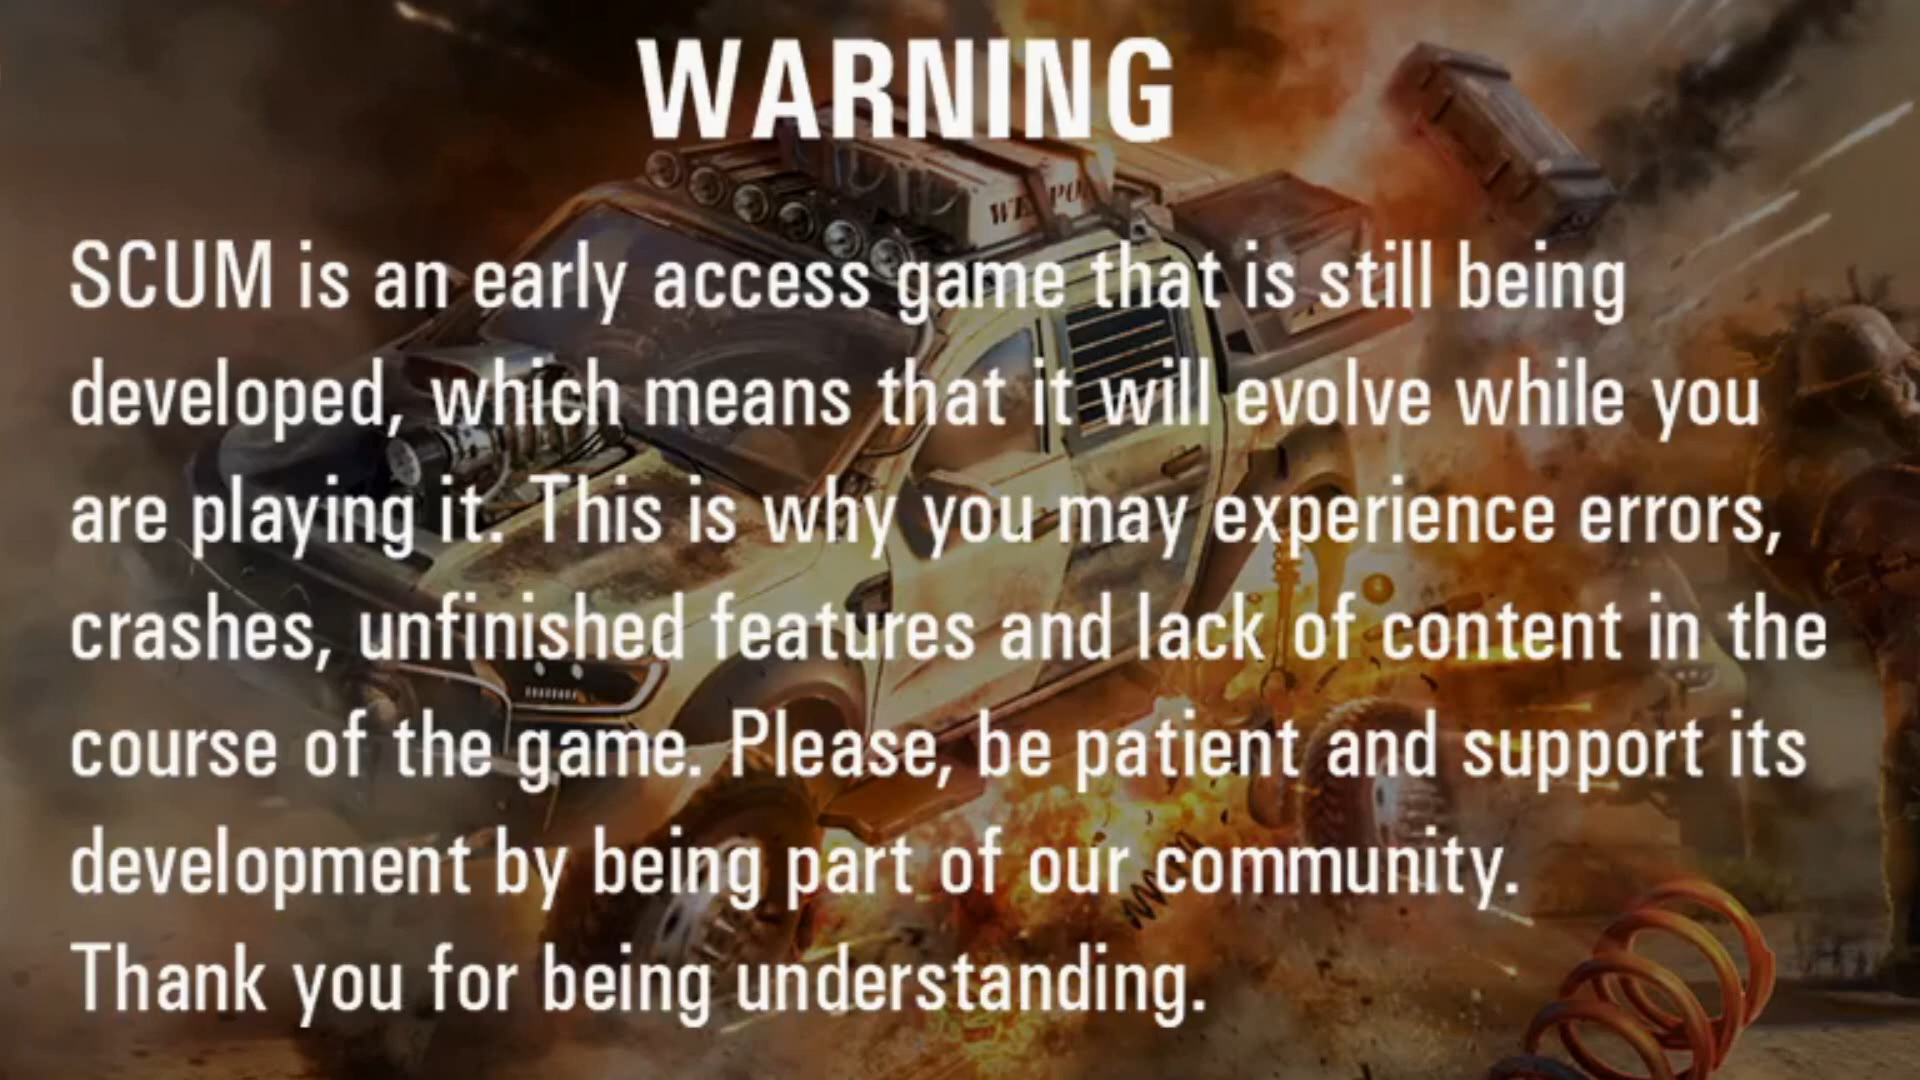 WARNING
SCUM is an early access game that is still being
developed, which means that it will evolve while you
are playing it. This is why you may experience errors,
crashes, unfinished features and lack of content in the
course of the game. Please, be patient and support its
development by being part of our community.
Thank you for being understanding.